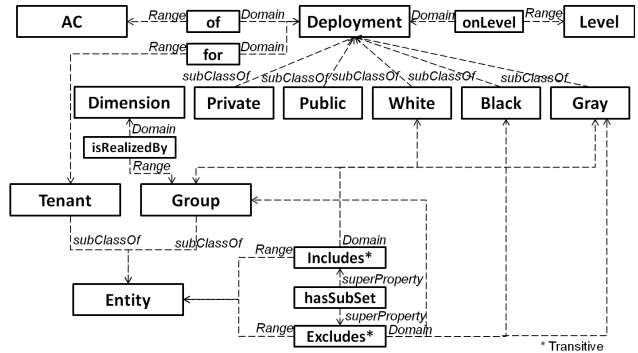 AC Range of Domain Deployment Domain onLevel Range Level
Range for Domain
subClassOf subClassOf subClassOf subClassOf subClassOf
Dimension Private Public White Black Gray
Domain
isRealizedBy
Range
Tenant Group
subClassOf subClassOf
Domain
Range Includes*
superProperty
Entity hasSubSet
superProperty
Range Excludes* Domain
* Transitive